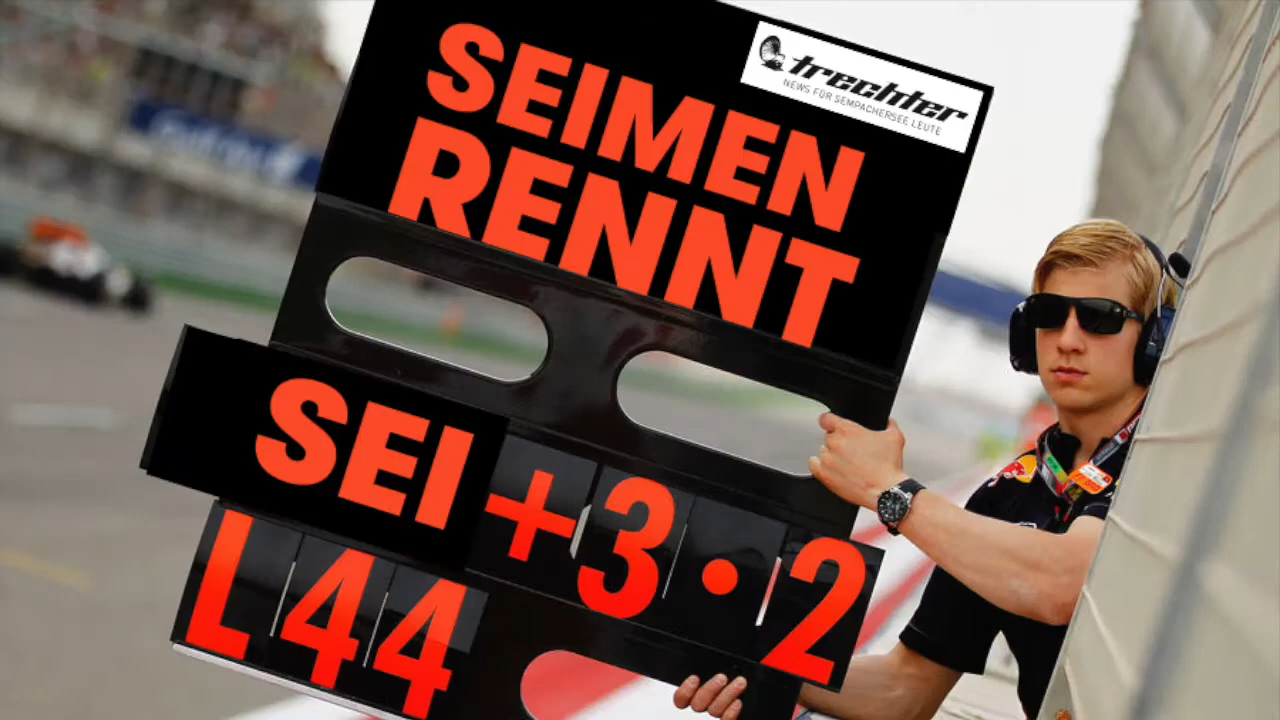 trechter
NEWS FÜR SEMPACHERSEE LEUTE
SEIMEN
RENNT
SEI +3.2
L44